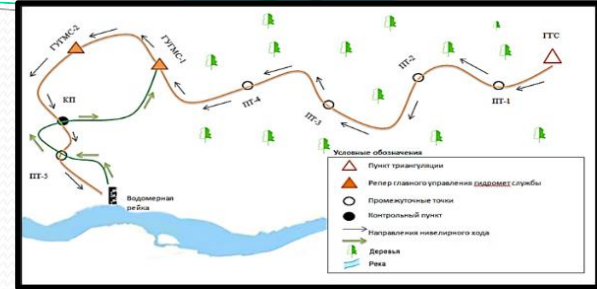 ГУГМС-2
ГУГМС-1
ПТ-2
ГГС
ПТ-1
ПТ-4
ПТ-3
КП
ПТ-5
Водомерная
рейка
Условные обозначения
Пункт триангуляции
Репер главного управления гидромет службы
Промежуточные точки
Контрольный пункт
Направления нивелирного хода
Деревья
Река